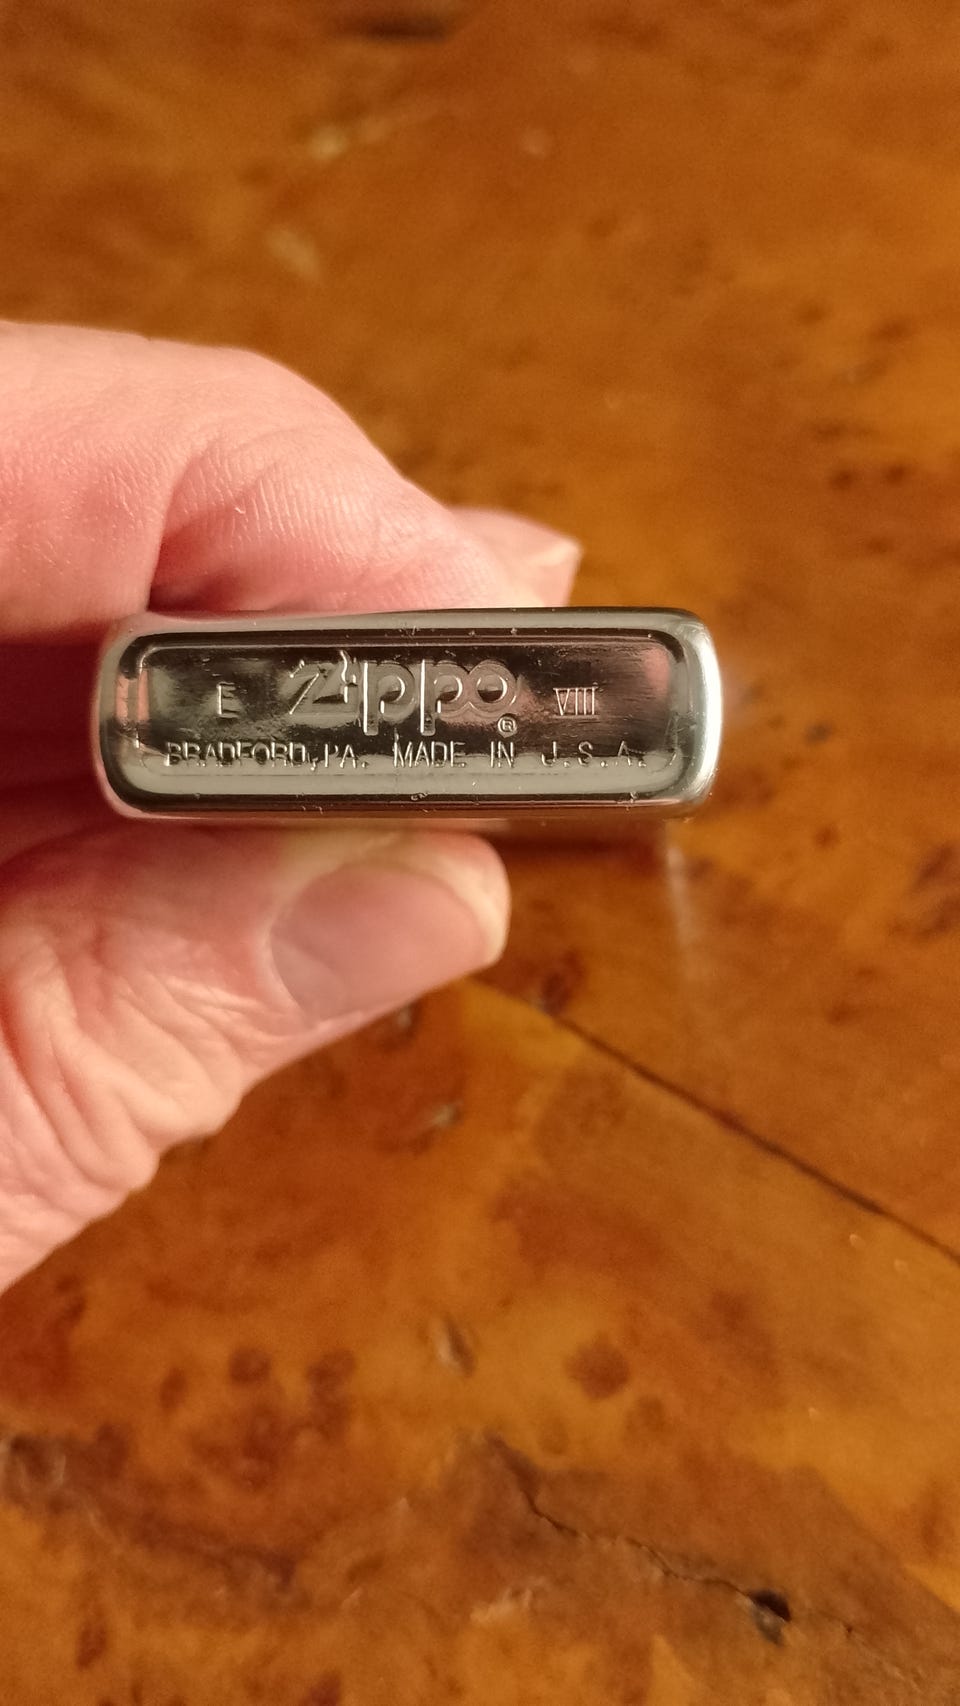 E Zippo ® VIII
BRADFORD, PA. MADE IN U.S.A.